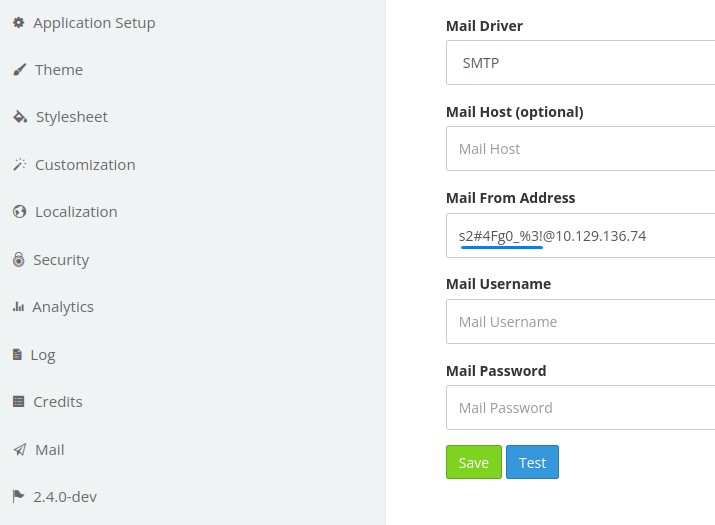 Application Setup
Theme
Stylesheet
Customization
Localization
Security
Analytics
Log
Credits
Mail
2.4.0-dev
Mail Driver
SMTP
Mail Host (optional)
Mail Host
Mail From Address
s2#4Fg0_%3!@10.129.136.74
Mail Username
Mail Username
Mail Password
Mail Password
Save Test